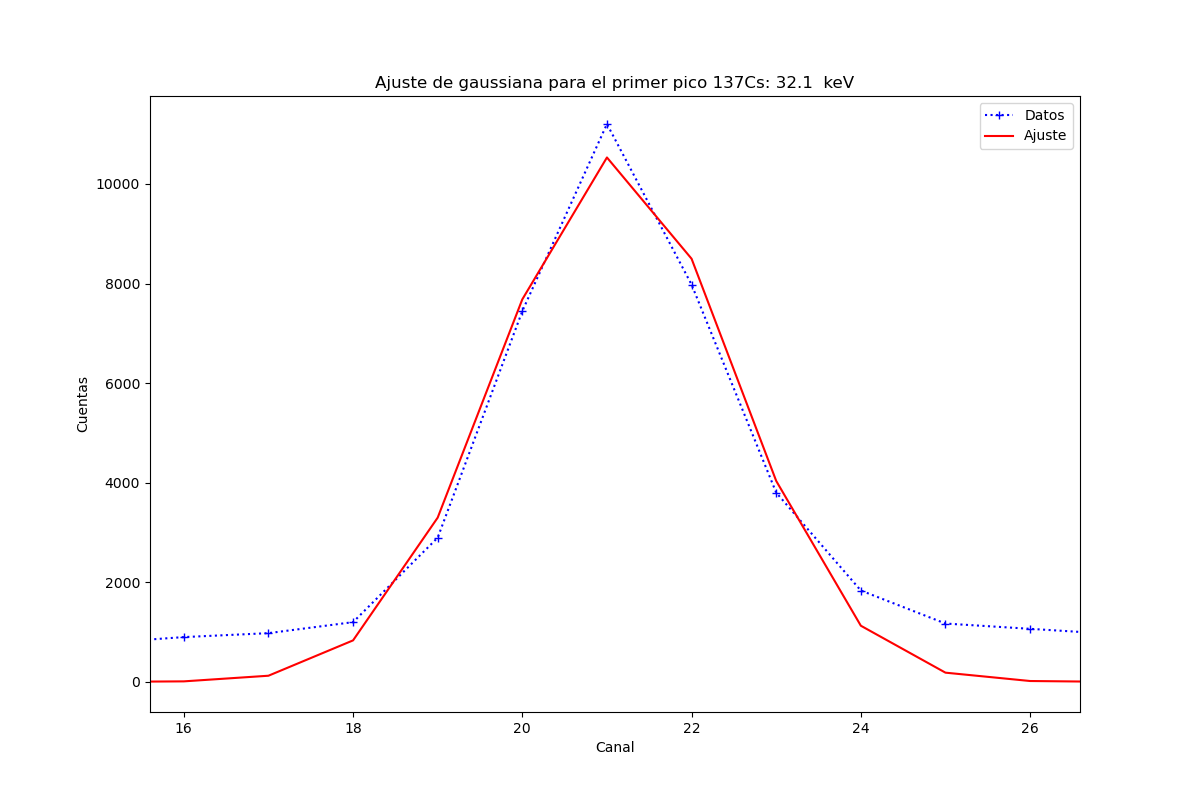 Ajuste de gaussiana para el primer pico 137Cs: 32.1  keV
Datos
Ajuste
10000
8000
6000
4000
2000
0
Cuentas
16 18 20 22 24 26
Canal